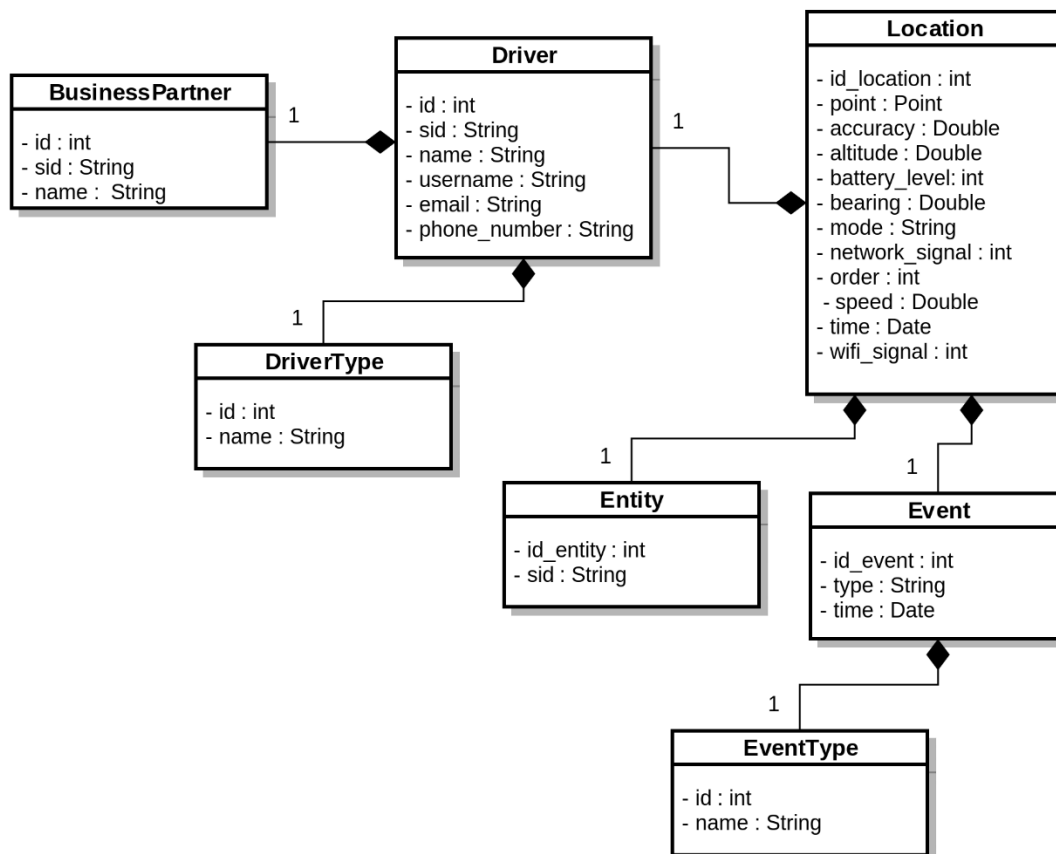 BusinessPartner
- id : int
- sid : String
- name :  String
1
Driver
- id : int
- sid : String
- name : String
- username : String
- email : String
- phone_number : String
1
Location
- id_location : int
- point : Point
- accuracy : Double
- altitude : Double
- battery_level: int
- bearing : Double
- mode : String
- network_signal : int
- order : int
- speed : Double
- time : Date
- wifi_signal : int
1
DriverType
- id : int
- name : String
1
Entity
- id_entity : int
- sid : String
1
Event
- id_event : int
- type : String
- time : Date
1
EventType
- id : int
- name : String